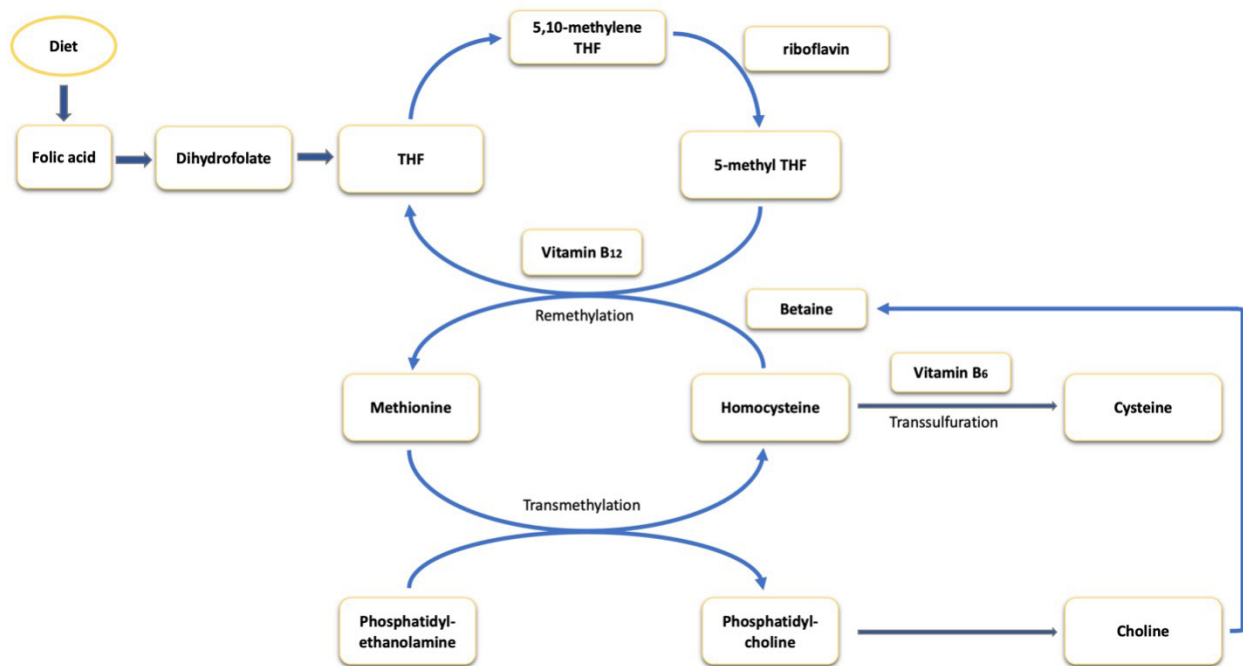 Diet
5,10-methylene
THF
riboflavin
Folic acid
Dihydrofolate
THF
5-methyl THF
Vitamin B12
Remethylation
Betaine
Vitamin B6
Methionine
Homocysteine
Transsulfuration
Cysteine
Transmethylation
Phosphatidyl-
ethanolamine
Phosphatidyl-
choline
Choline